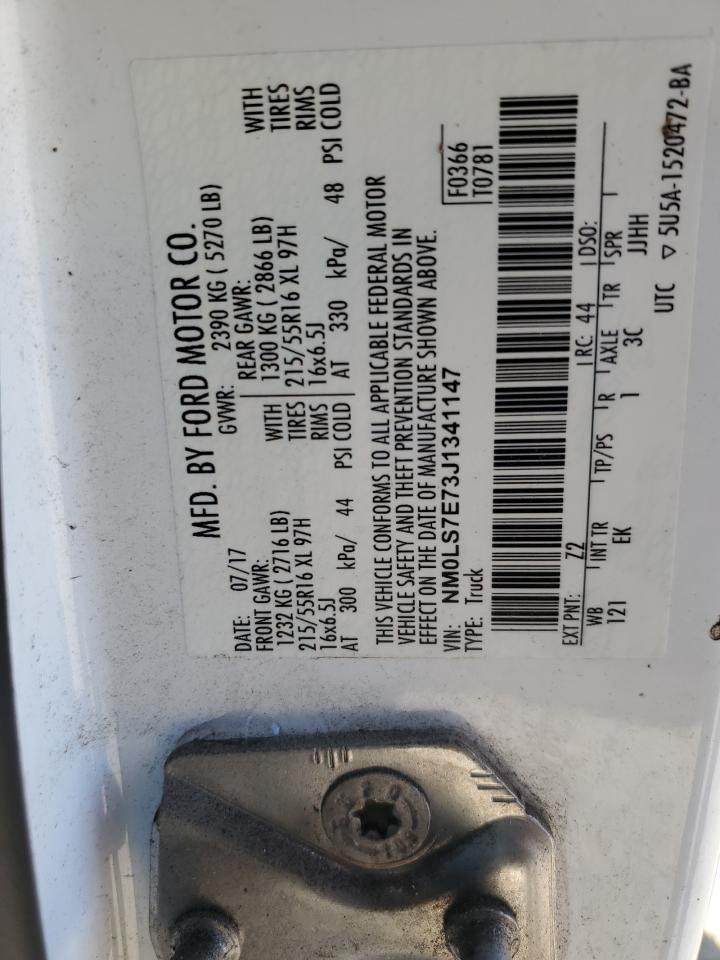 MFD. BY FORD MOTOR CO.
DATE: 07/17 GVWR: 2390 KG ( 5270 LB)
FRONT GAWR: REAR GAWR:
1232 KG ( 2716 LB) WITH 1300 KG ( 2866 LB) WITH
215/55R16 XL 97H TIRES 215/55R16 XL 97H TIRES
16x6.5J RIMS 16x6.5J RIMS
AT 300 kPa/ 44 PSI COLD AT 330 kPa/ 48 PSI COLD
THIS VEHICLE CONFORMS TO ALL APPLICABLE FEDERAL MOTOR
VEHICLE SAFETY AND THEFT PREVENTION STANDARDS IN
EFFECT ON THE DATE OF MANUFACTURE SHOWN ABOVE.
VIN: NM0LS7E73J1341147 F0366
TYPE: Truck T0781
EXT PNT: Z2 RC: 44 DSO:
WB INT TR TP/PS R AXLE TR SPR
121 EK 1 3C JJHH
UTC ▽ 5U5A-1520472-BA